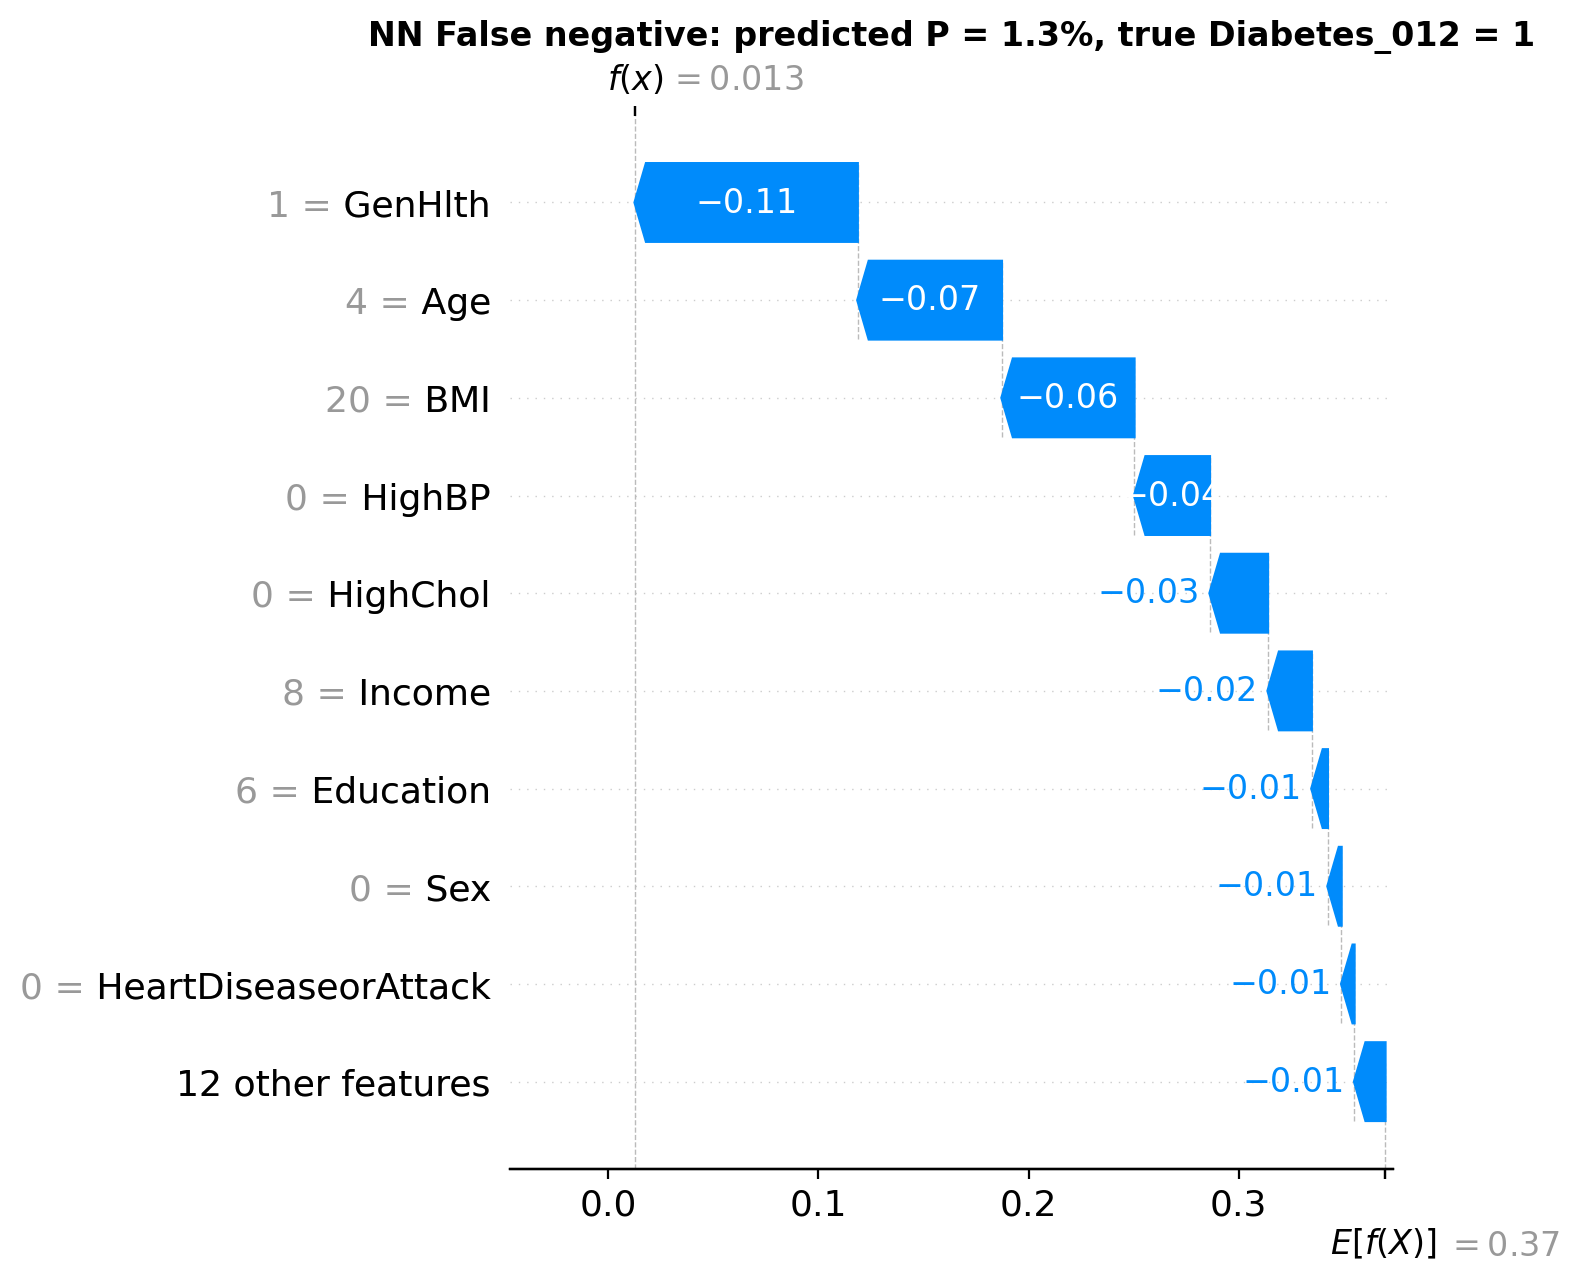 NN False negative: predicted P = 1.3%, true Diabetes_012 = 1
f(x) = 0.013
1 = GenHlth −0.11
4 = Age −0.07
20 = BMI −0.06
0 = HighBP −0.04
0 = HighChol −0.03
8 = Income −0.02
6 = Education −0.01
0 = Sex −0.01
0 = HeartDiseaseorAttack −0.01
12 other features −0.01
0.0 0.1 0.2 0.3
E[f(X)] = 0.37